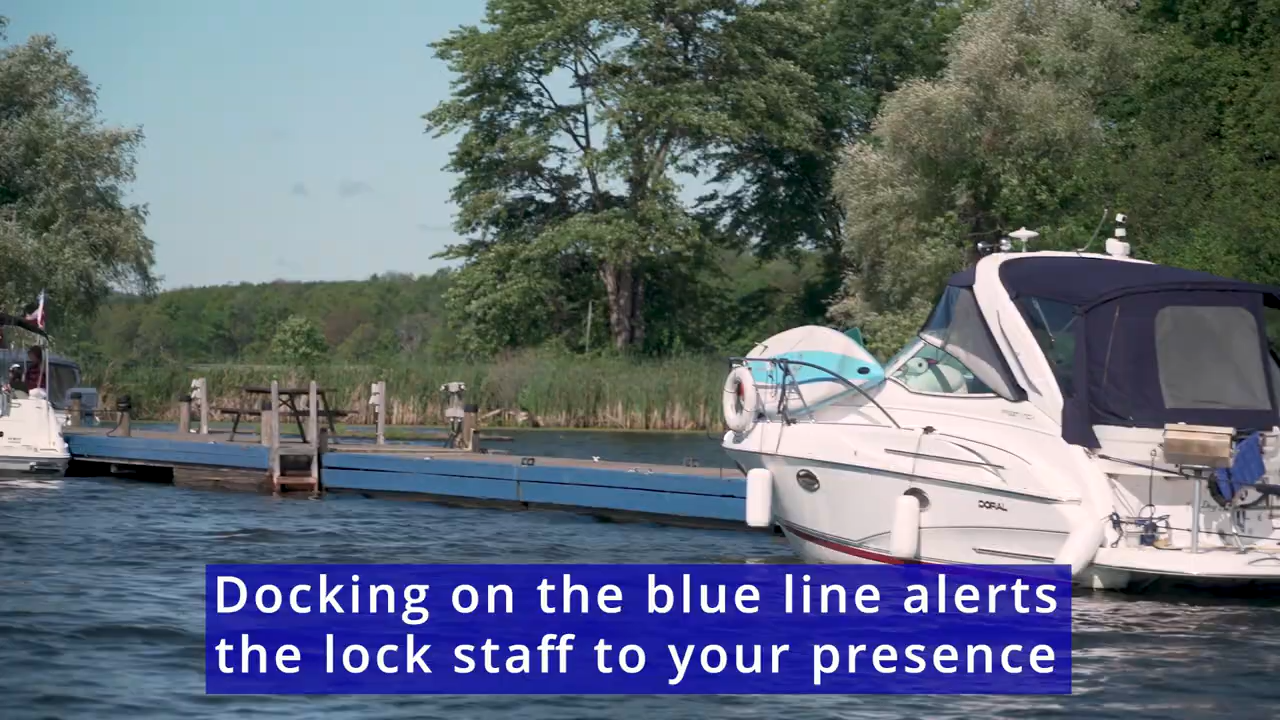 DORAL
Docking on the blue line alerts
the lock staff to your presence